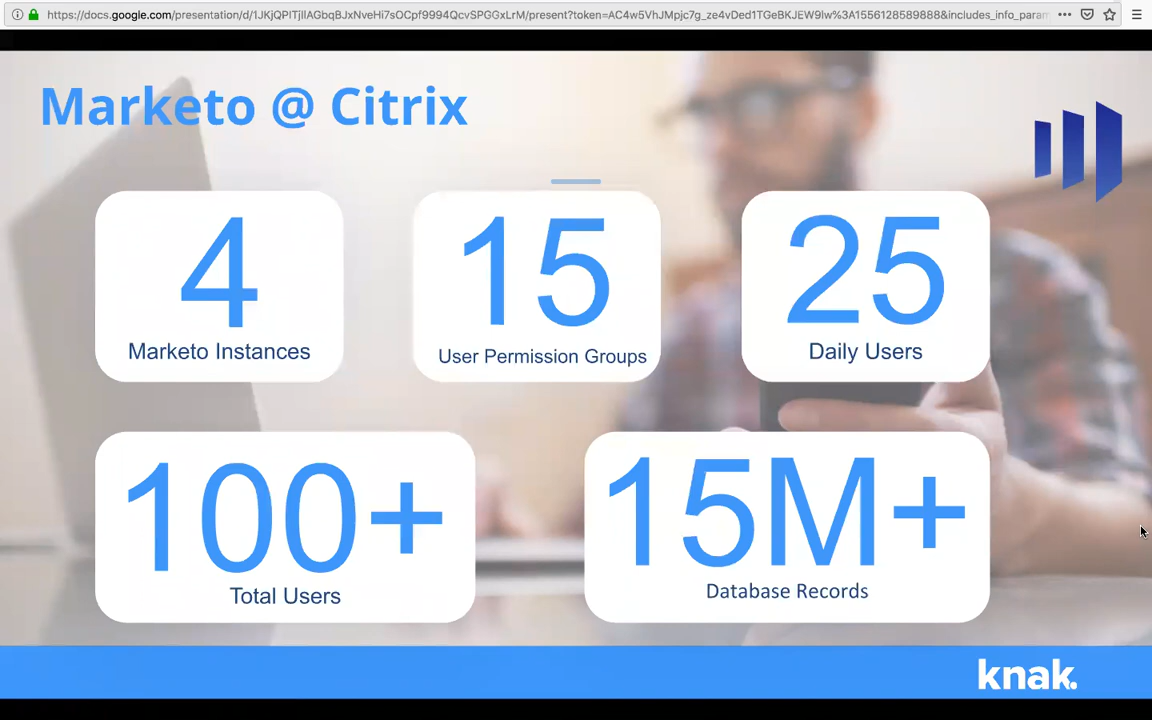 https://docs.google.com/presentation/d/1JKjQPITjIlAGbqBJxNveHi7sOCpf9994QcvSPGGxLrM/present?token=AC4w5VhJMpjc7g_ze4vDed1TGeBKJEW9lw%3A1556128589888&includes_info_param
Marketo @ Citrix
4
Marketo Instances
15
User Permission Groups
25
Daily Users
100+
Total Users
15M+
Database Records
knak.